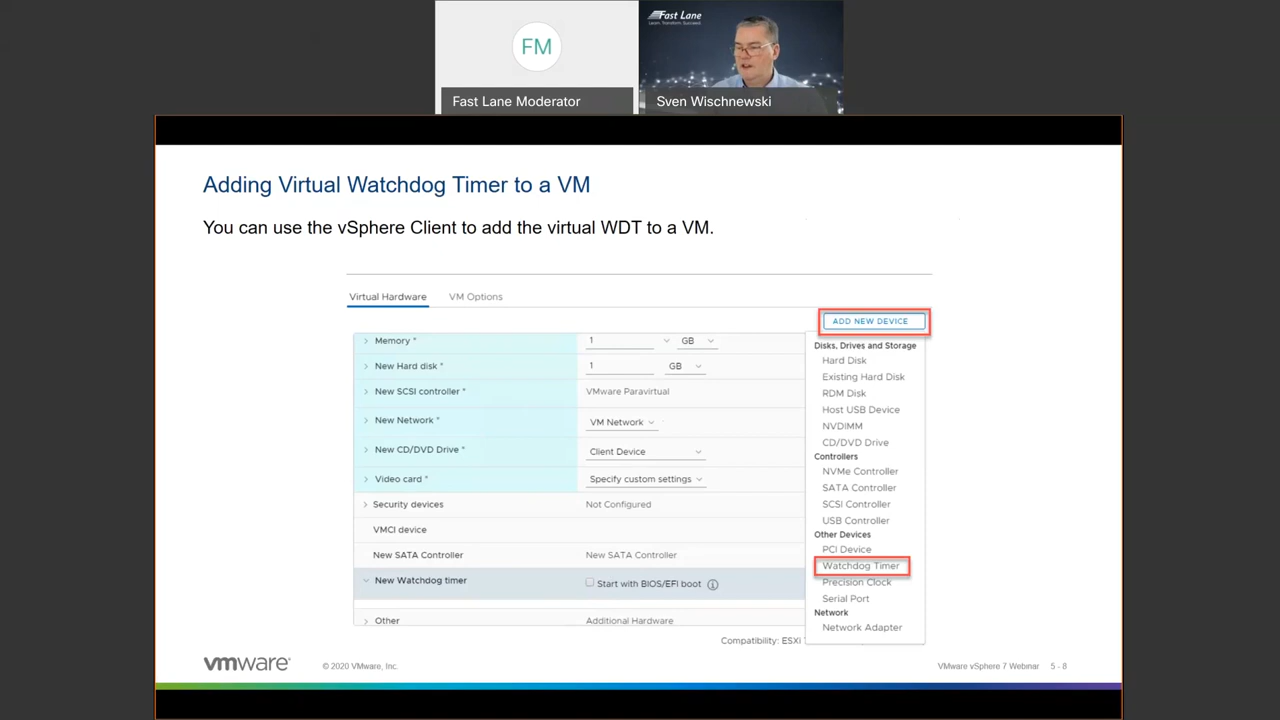 FM
Fast Lane Moderator
Fast Lane
Learn. Transform. Succeed.
Sven Wischnewski
Adding Virtual Watchdog Timer to a VM
You can use the vSphere Client to add the virtual WDT to a VM.
Virtual Hardware VM Options
ADD NEW DEVICE
Memory * 1 GB
New Hard disk * 1 GB
New SCSI controller * VMware Paravirtual
New Network * VM Network
New CD/DVD Drive * Client Device
Video card * Specify custom settings
Security devices Not Configured
VMCI device
New SATA Controller New SATA Controller
New Watchdog timer Start with BIOS/EFI boot
Other Additional Hardware
Disks, Drives and Storage
Hard Disk
Existing Hard Disk
RDM Disk
Host USB Device
NVDIMM
CD/DVD Drive
Controllers
NVMe Controller
SATA Controller
SCSI Controller
USB Controller
Other Devices
PCI Device
Watchdog Timer
Precision Clock
Serial Port
Network
Network Adapter
Compatibility: ESXi
vmware® © 2020 VMware, Inc. VMware vSphere 7 Webinar 5 - 8